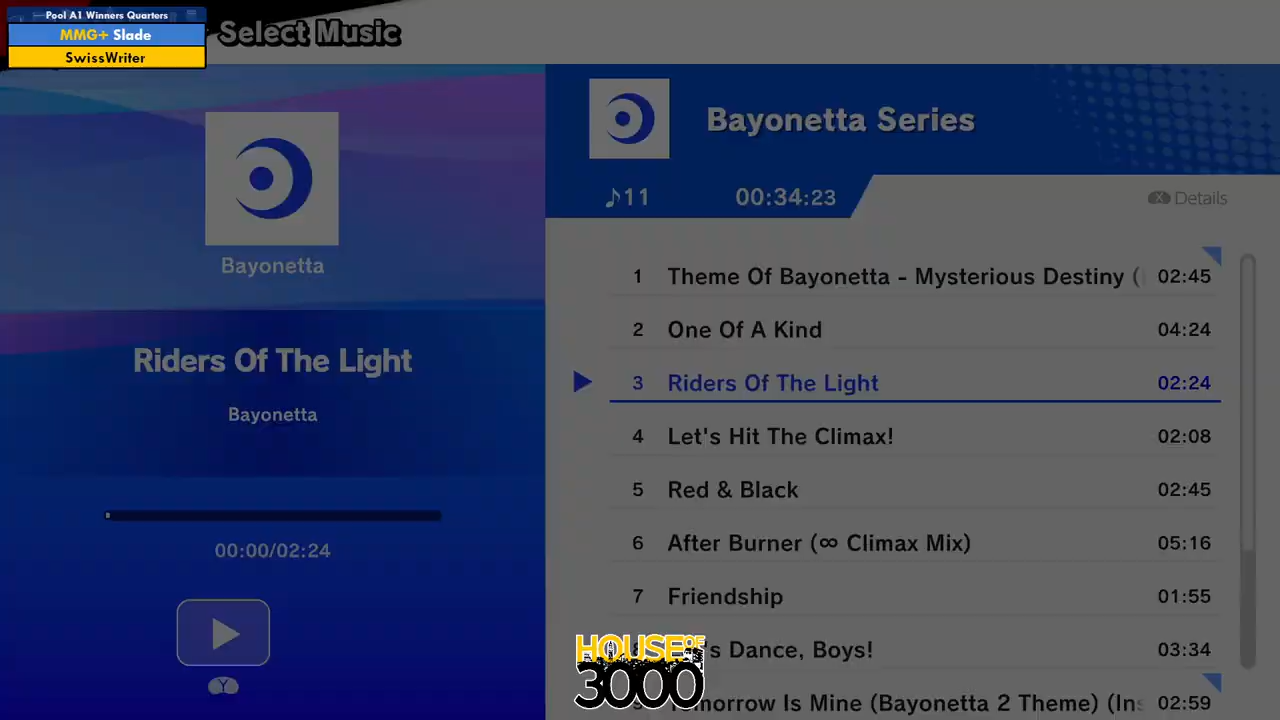 Pool A1 Winners Quarters
MMG+ Slade
SwissWriter
Select Music
Bayonetta
Riders Of The Light
Bayonetta
00:00/02:24
Y
Bayonetta Series
♪11 00:34:23
X Details
1 Theme Of Bayonetta - Mysterious Destiny ( 02:45
2 One Of A Kind 04:24
3 Riders Of The Light 02:24
4 Let's Hit The Climax! 02:08
5 Red & Black 02:45
6 After Burner (∞ Climax Mix) 05:16
7 Friendship 01:55
's Dance, Boys! 03:34
Tomorrow Is Mine (Bayonetta 2 Theme) (Ins 02:59
HOUSE OF
3000